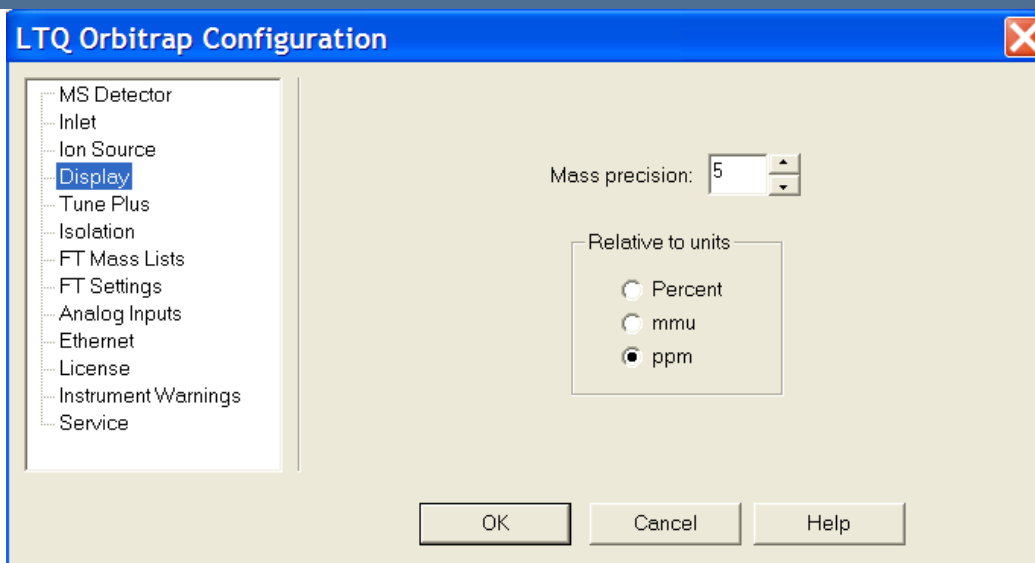 LTQ Orbitrap Configuration
MS Detector
Inlet
Ion Source
Display
Tune Plus
Isolation
FT Mass Lists
FT Settings
Analog Inputs
Ethernet
License
Instrument Warnings
Service
Mass precision: 5
Relative to units
Percent
mmu
ppm
OK Cancel Help